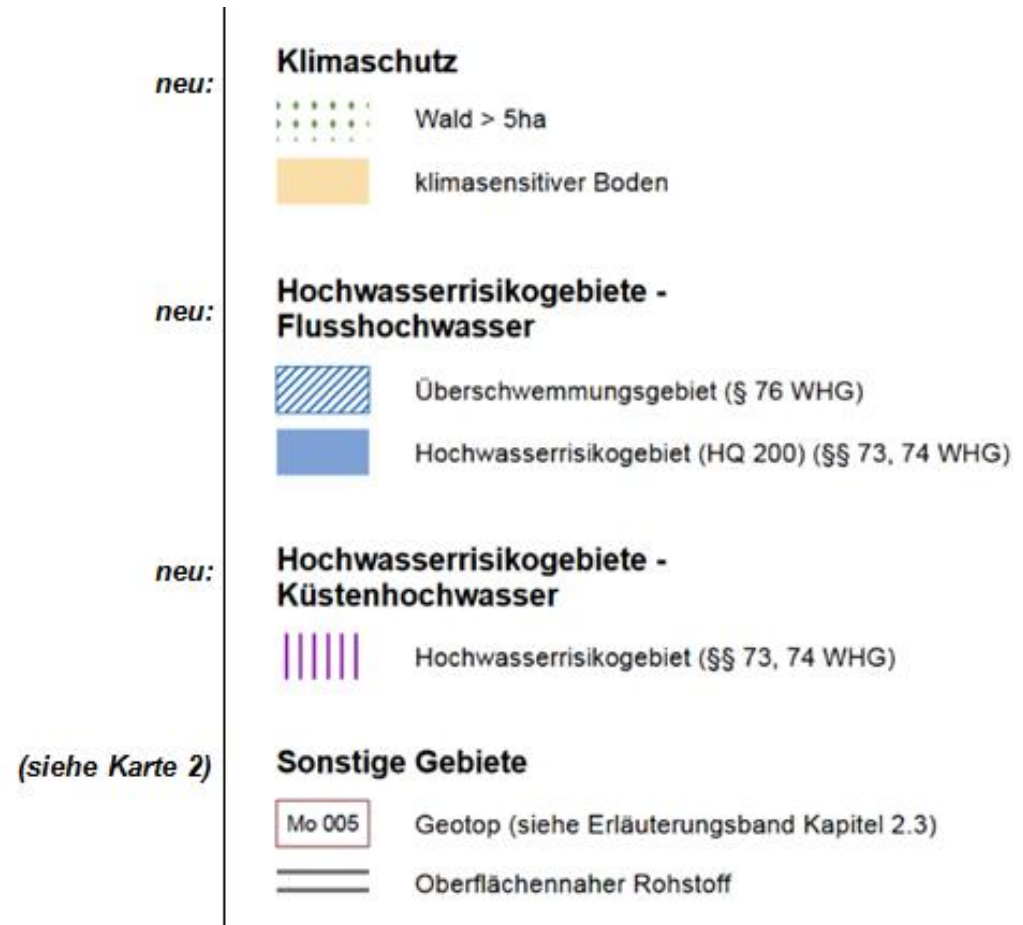 neu:
Klimaschutz
Wald > 5ha
klimasensitiver Boden
neu:
Hochwasserrisikogebiete -
Flusshochwasser
Überschwemmungsgebiet (§ 76 WHG)
Hochwasserrisikogebiet (HQ 200) (§§ 73, 74 WHG)
neu:
Hochwasserrisikogebiete -
Küstenhochwasser
Hochwasserrisikogebiet (§§ 73, 74 WHG)
(siehe Karte 2)
Sonstige Gebiete
Mo 005 Geotop (siehe Erläuterungsband Kapitel 2.3)
Oberflächennaher Rohstoff